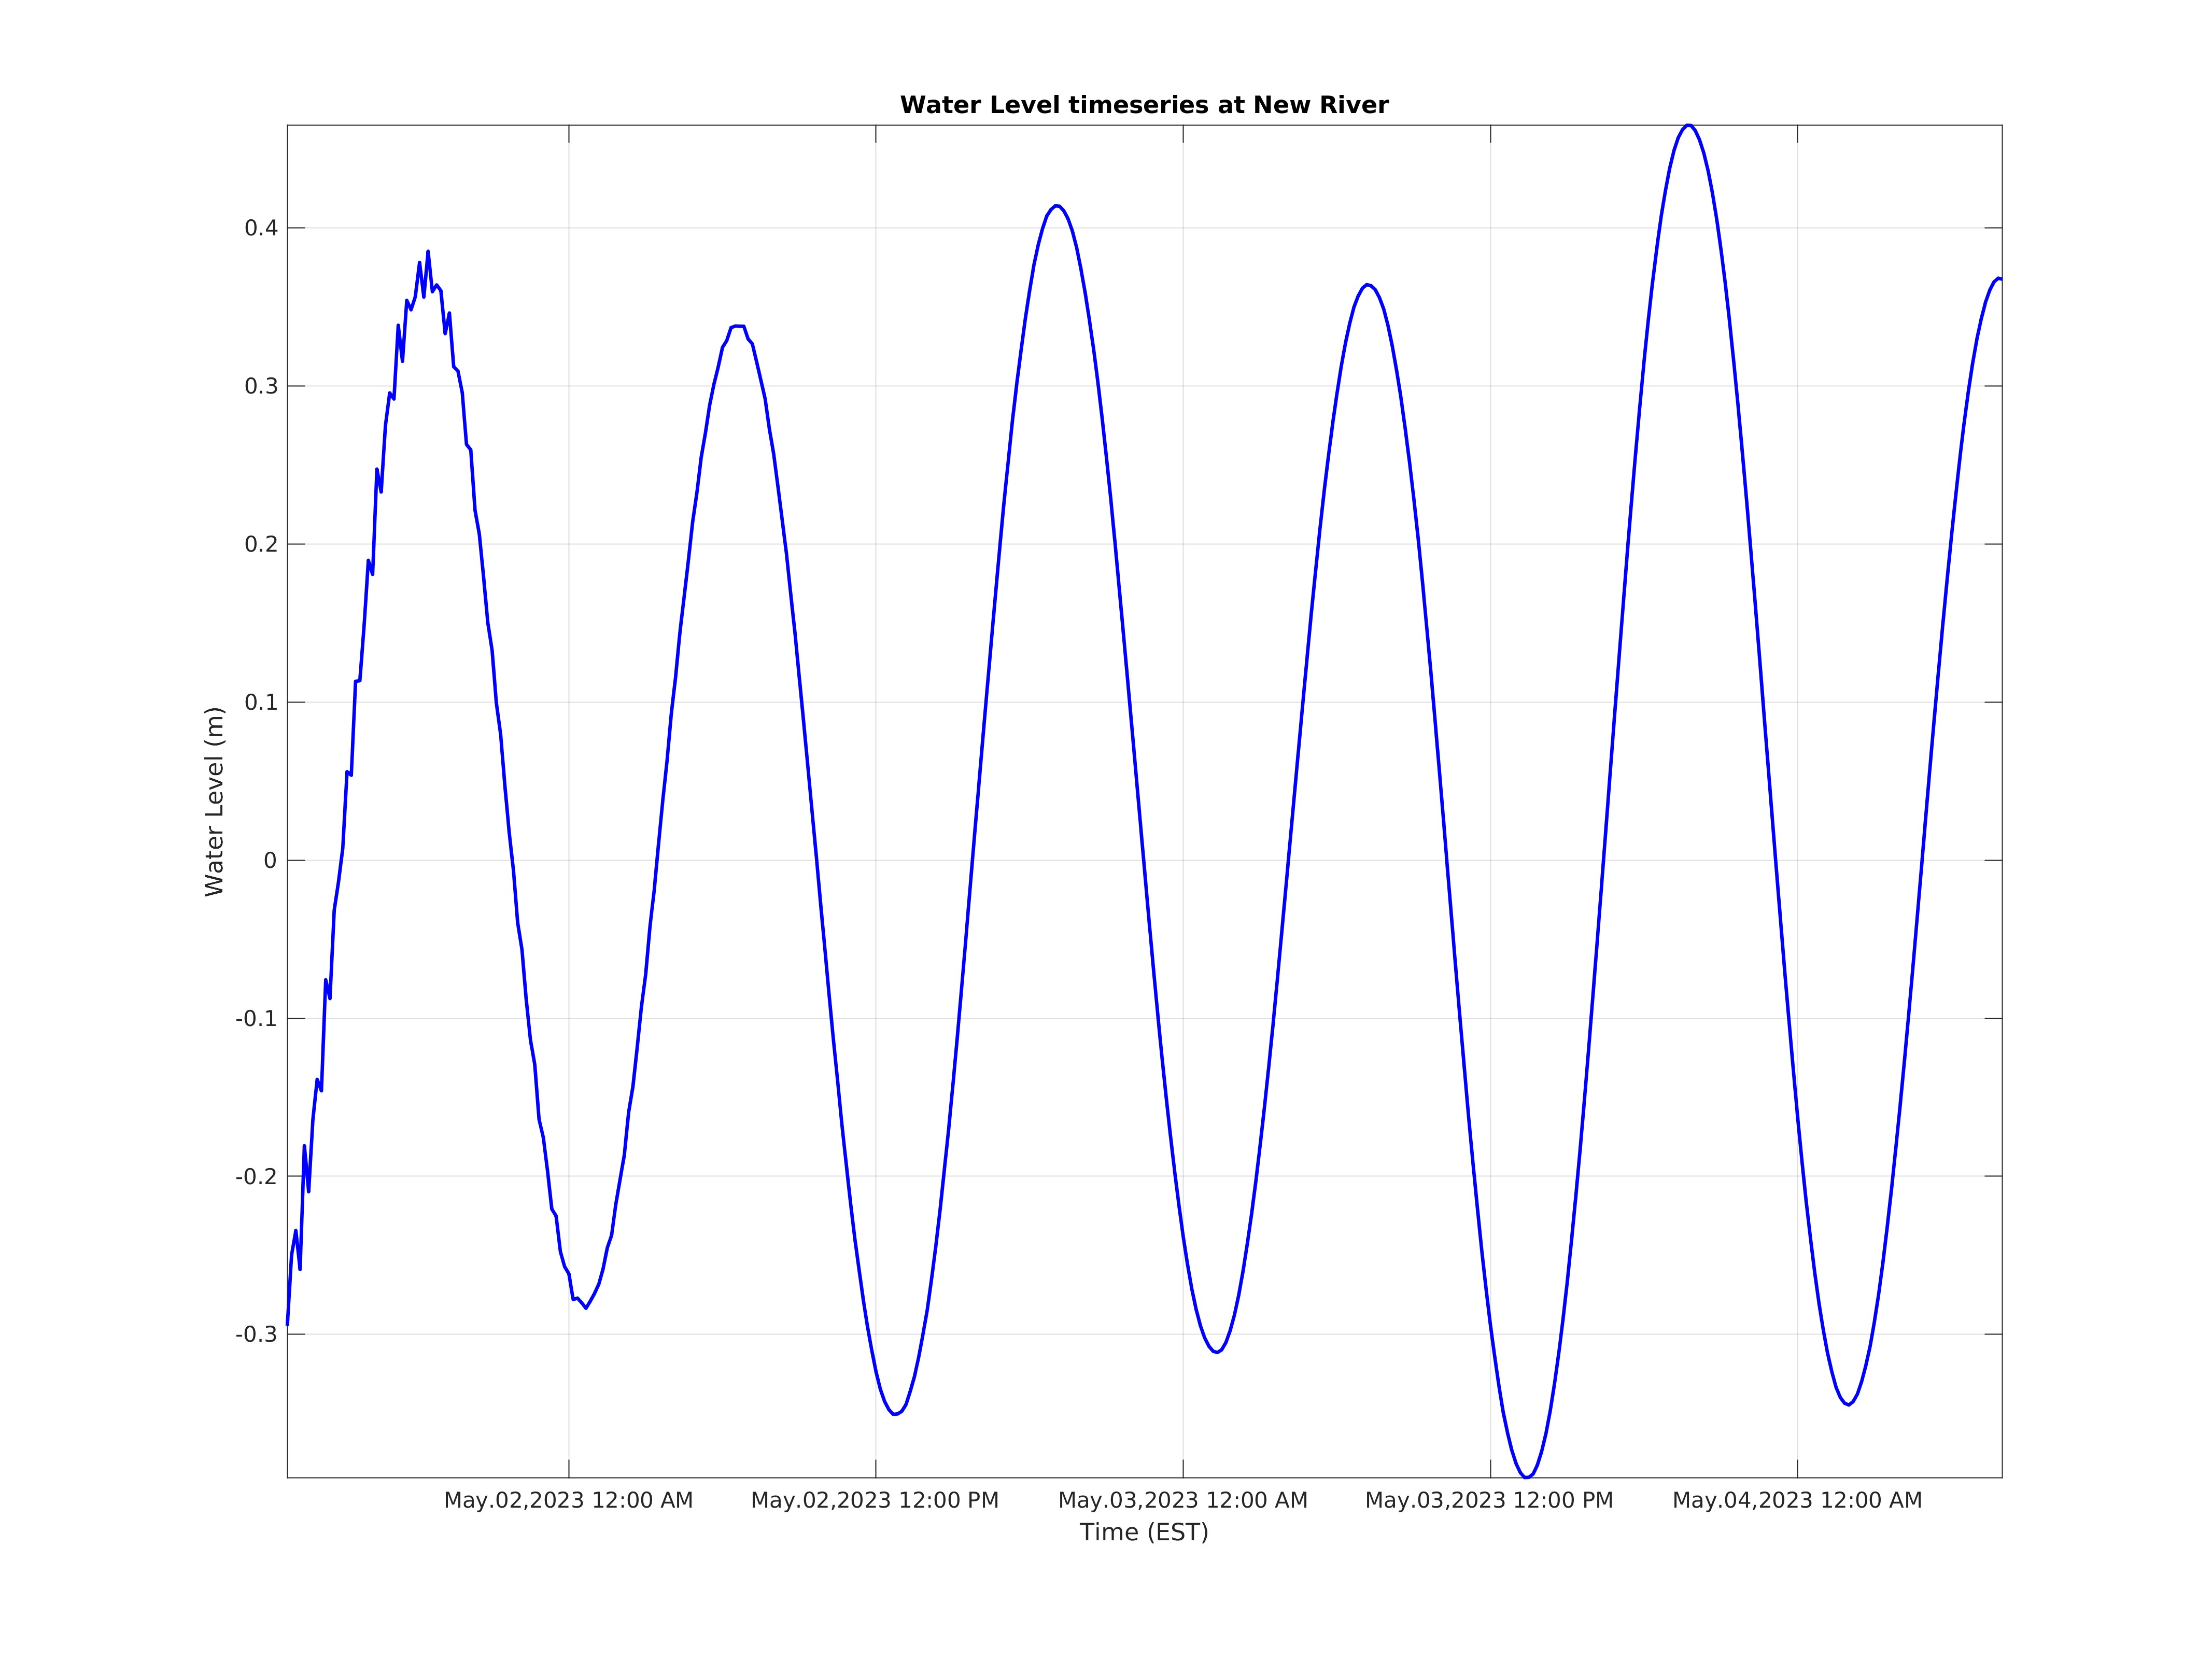 Water Level timeseries at New River
0.4
0.3
0.2
0.1
0
-0.1
-0.2
-0.3
Water Level (m)
May.02,2023 12:00 AM
May.02,2023 12:00 PM
May.03,2023 12:00 AM
May.03,2023 12:00 PM
May.04,2023 12:00 AM
Time (EST)